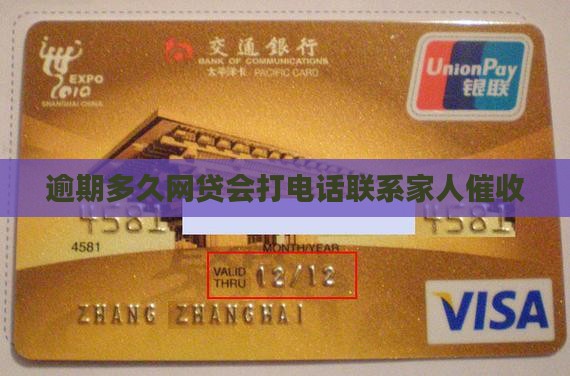 EXPO
2010
SHANGHAI CHINA
交通銀行
BANK OF COMMUNICATIONS
太平洋卡 PACIFIC CARD
UnionPay
银联
逾期多久网贷会打电话联系家人催收
4581 4581
4581
MONTH/YEAR
VALID THRU 12/12
ZHANG ZHANGHAI
VISA